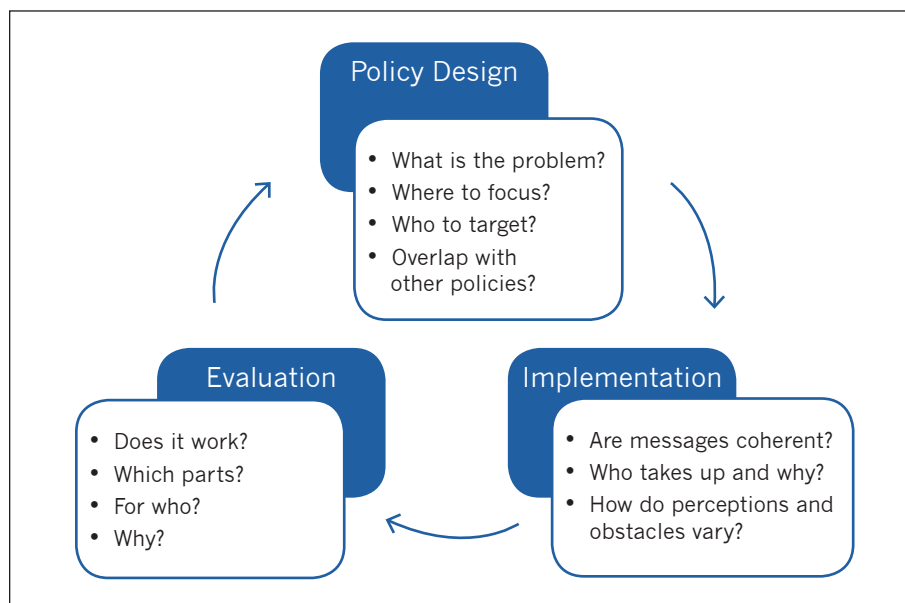 Policy Design
• What is the problem?
• Where to focus?
• Who to target?
• Overlap with
other policies?
Evaluation
• Does it work?
• Which parts?
• For who?
• Why?
Implementation
• Are messages coherent?
• Who takes up and why?
• How do perceptions and
obstacles vary?